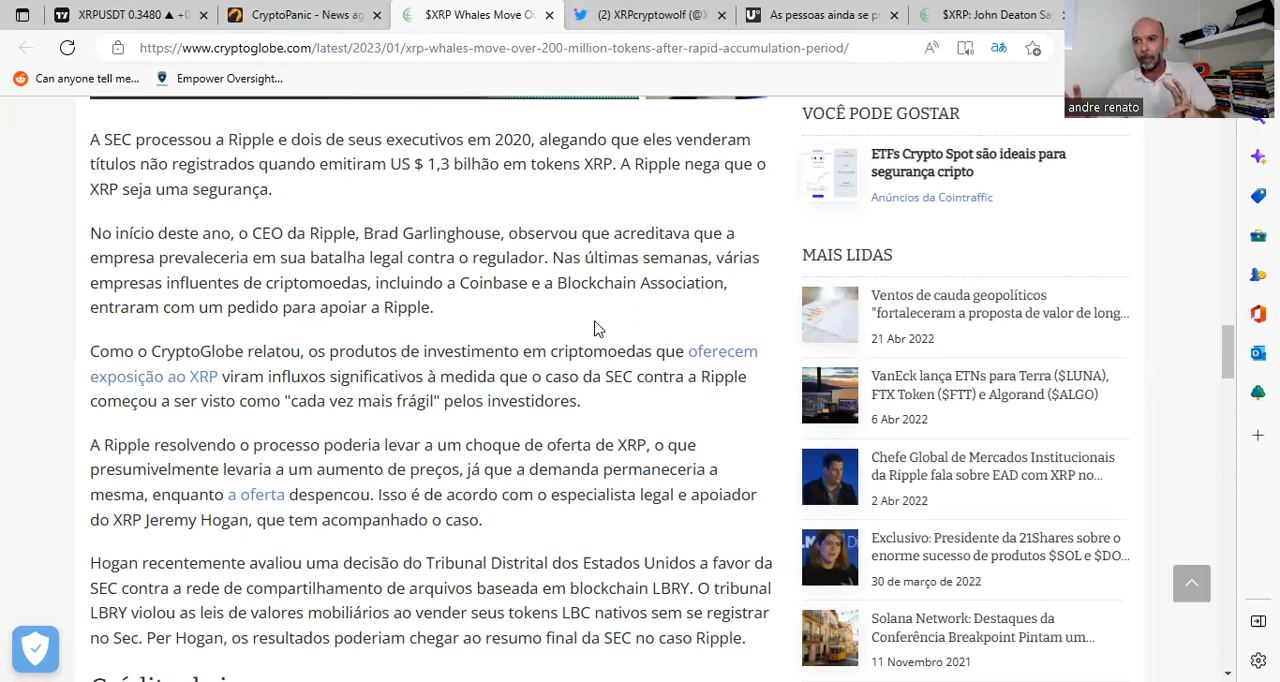 XRPUSDT 0.3480 ▲ +0
CryptoPanic - News ag
$XRP Whales Move Ov
(2) XRPcryptowolf (@X
As pessoas ainda se p
$XRP: John Deaton Say
https://www.cryptoglobe.com/latest/2023/01/xrp-whales-move-over-200-million-tokens-after-rapid-accumulation-period/
Can anyone tell me...
Empower Oversight...
andre renato
A SEC processou a Ripple e dois de seus executivos em 2020, alegando que eles venderam
títulos não registrados quando emitiram US $ 1,3 bilhão em tokens XRP. A Ripple nega que o
XRP seja uma segurança.
No início deste ano, o CEO da Ripple, Brad Garlinghouse, observou que acreditava que a
empresa prevaleceria em sua batalha legal contra o regulador. Nas últimas semanas, várias
empresas influentes de criptomoedas, incluindo a Coinbase e a Blockchain Association,
entraram com um pedido para apoiar a Ripple.
Como o CryptoGlobe relatou, os produtos de investimento em criptomoedas que oferecem
exposição ao XRP viram influxos significativos à medida que o caso da SEC contra a Ripple
começou a ser visto como "cada vez mais frágil" pelos investidores.
A Ripple resolvendo o processo poderia levar a um choque de oferta de XRP, o que
presumivelmente levaria a um aumento de preços, já que a demanda permaneceria a
mesma, enquanto a oferta despencou. Isso é de acordo com o especialista legal e apoiador
do XRP Jeremy Hogan, que tem acompanhado o caso.
Hogan recentemente avaliou uma decisão do Tribunal Distrital dos Estados Unidos a favor da
SEC contra a rede de compartilhamento de arquivos baseada em blockchain LBRY. O tribunal
LBRY violou as leis de valores mobiliários ao vender seus tokens LBC nativos sem se registrar
no Sec. Per Hogan, os resultados poderiam chegar ao resumo final da SEC no caso Ripple.
VOCÊ PODE GOSTAR
ETFs Crypto Spot são ideais para
segurança cripto
Anúncios da Cointraffic
MAIS LIDAS
Ventos de cauda geopolíticos
"fortaleceram a proposta de valor de long...
21 Abr 2022
VanEck lança ETNs para Terra ($LUNA),
FTX Token ($FTT) e Algorand ($ALGO)
6 Abr 2022
Chefe Global de Mercados Institucionais
da Ripple fala sobre EAD com XRP no...
2 Abr 2022
Exclusivo: Presidente da 21Shares sobre o
enorme sucesso de produtos $SOL e $DO...
30 de março de 2022
Solana Network: Destaques da
Conferência Breakpoint Pintam um...
11 Novembro 2021